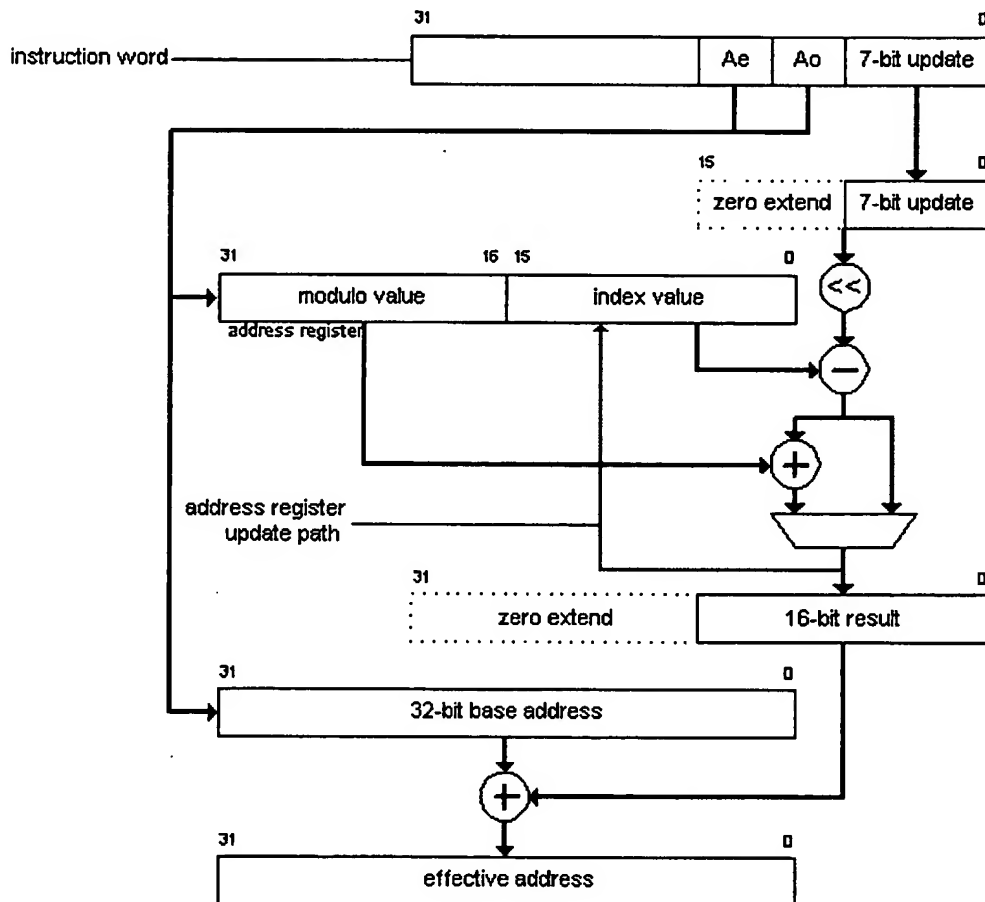 31 0
instruction word Ae Ao 7-bit update
15 0
zero extend 7-bit update
31 16 15 0
modulo value index value <<
address register
−
+
address register
update path
31 0
zero extend 16-bit result
31 0
32-bit base address
+
31 0
effective address